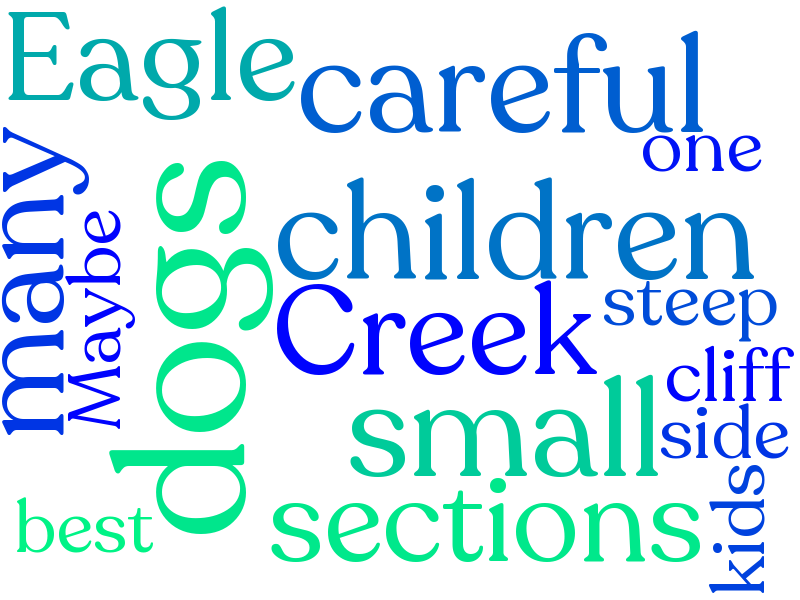 Eagle
careful
one
many
Maybe
dogs
children
Creek
steep
cliff
small
side
best
sections
kids